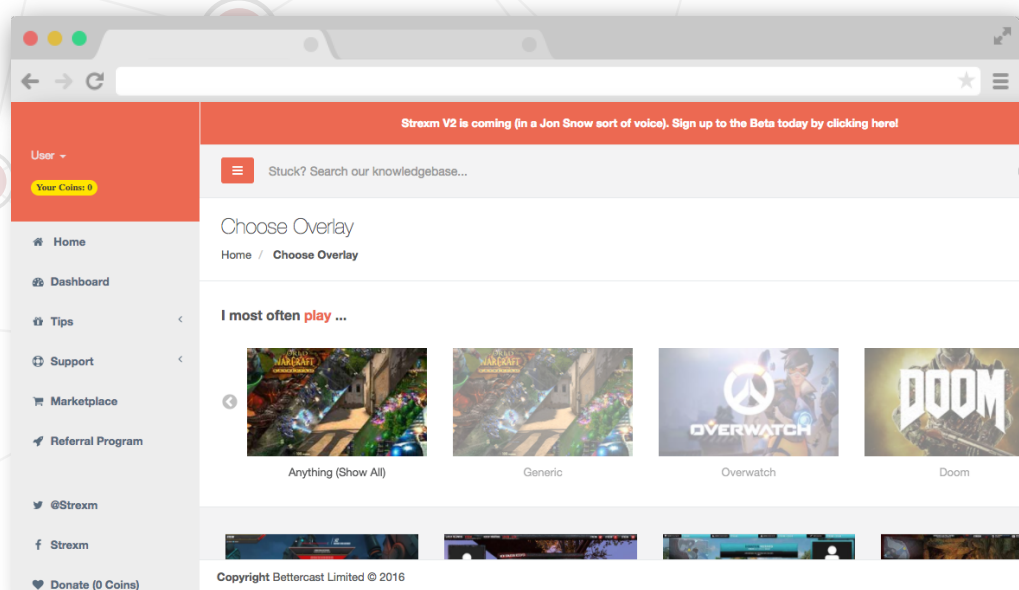 Strexm V2 is coming (in a Jon Snow sort of voice). Sign up to the Beta today by clicking here!
User
Your Coins: 0
Stuck? Search our knowledgebase...
Choose Overlay
Home / Choose Overlay
Home
Dashboard
Tips
Support
Marketplace
Referral Program
@Strexm
Strexm
Donate (0 Coins)
I most often play ...
WARCRAFT
WARCRAFT
OVERWATCH
DOOM
Anything (Show All)
Generic
Overwatch
Doom
Copyright Bettercast Limited © 2016